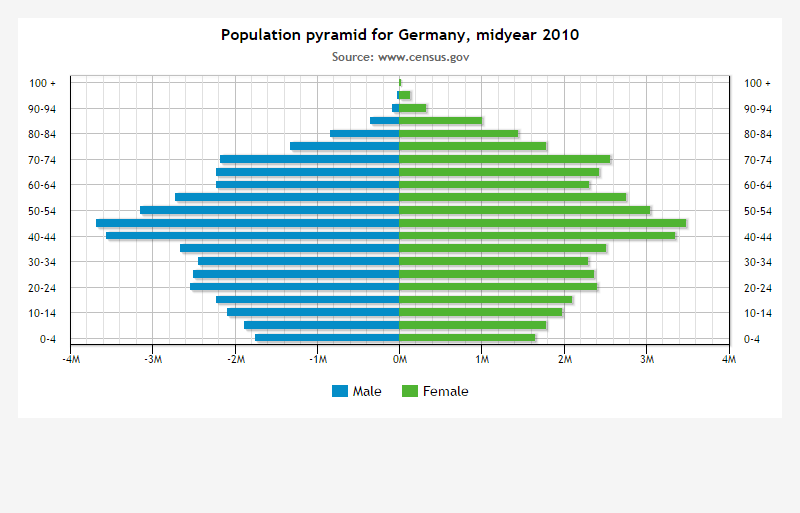 Population pyramid for Germany, midyear 2010
Source: www.census.gov
100 + 100 +
90-94 90-94
80-84 80-84
70-74 70-74
60-64 60-64
50-54 50-54
40-44 40-44
30-34 30-34
20-24 20-24
10-14 10-14
0-4 0-4
-4M -3M -2M -1M 0M 1M 2M 3M 4M
Male Female